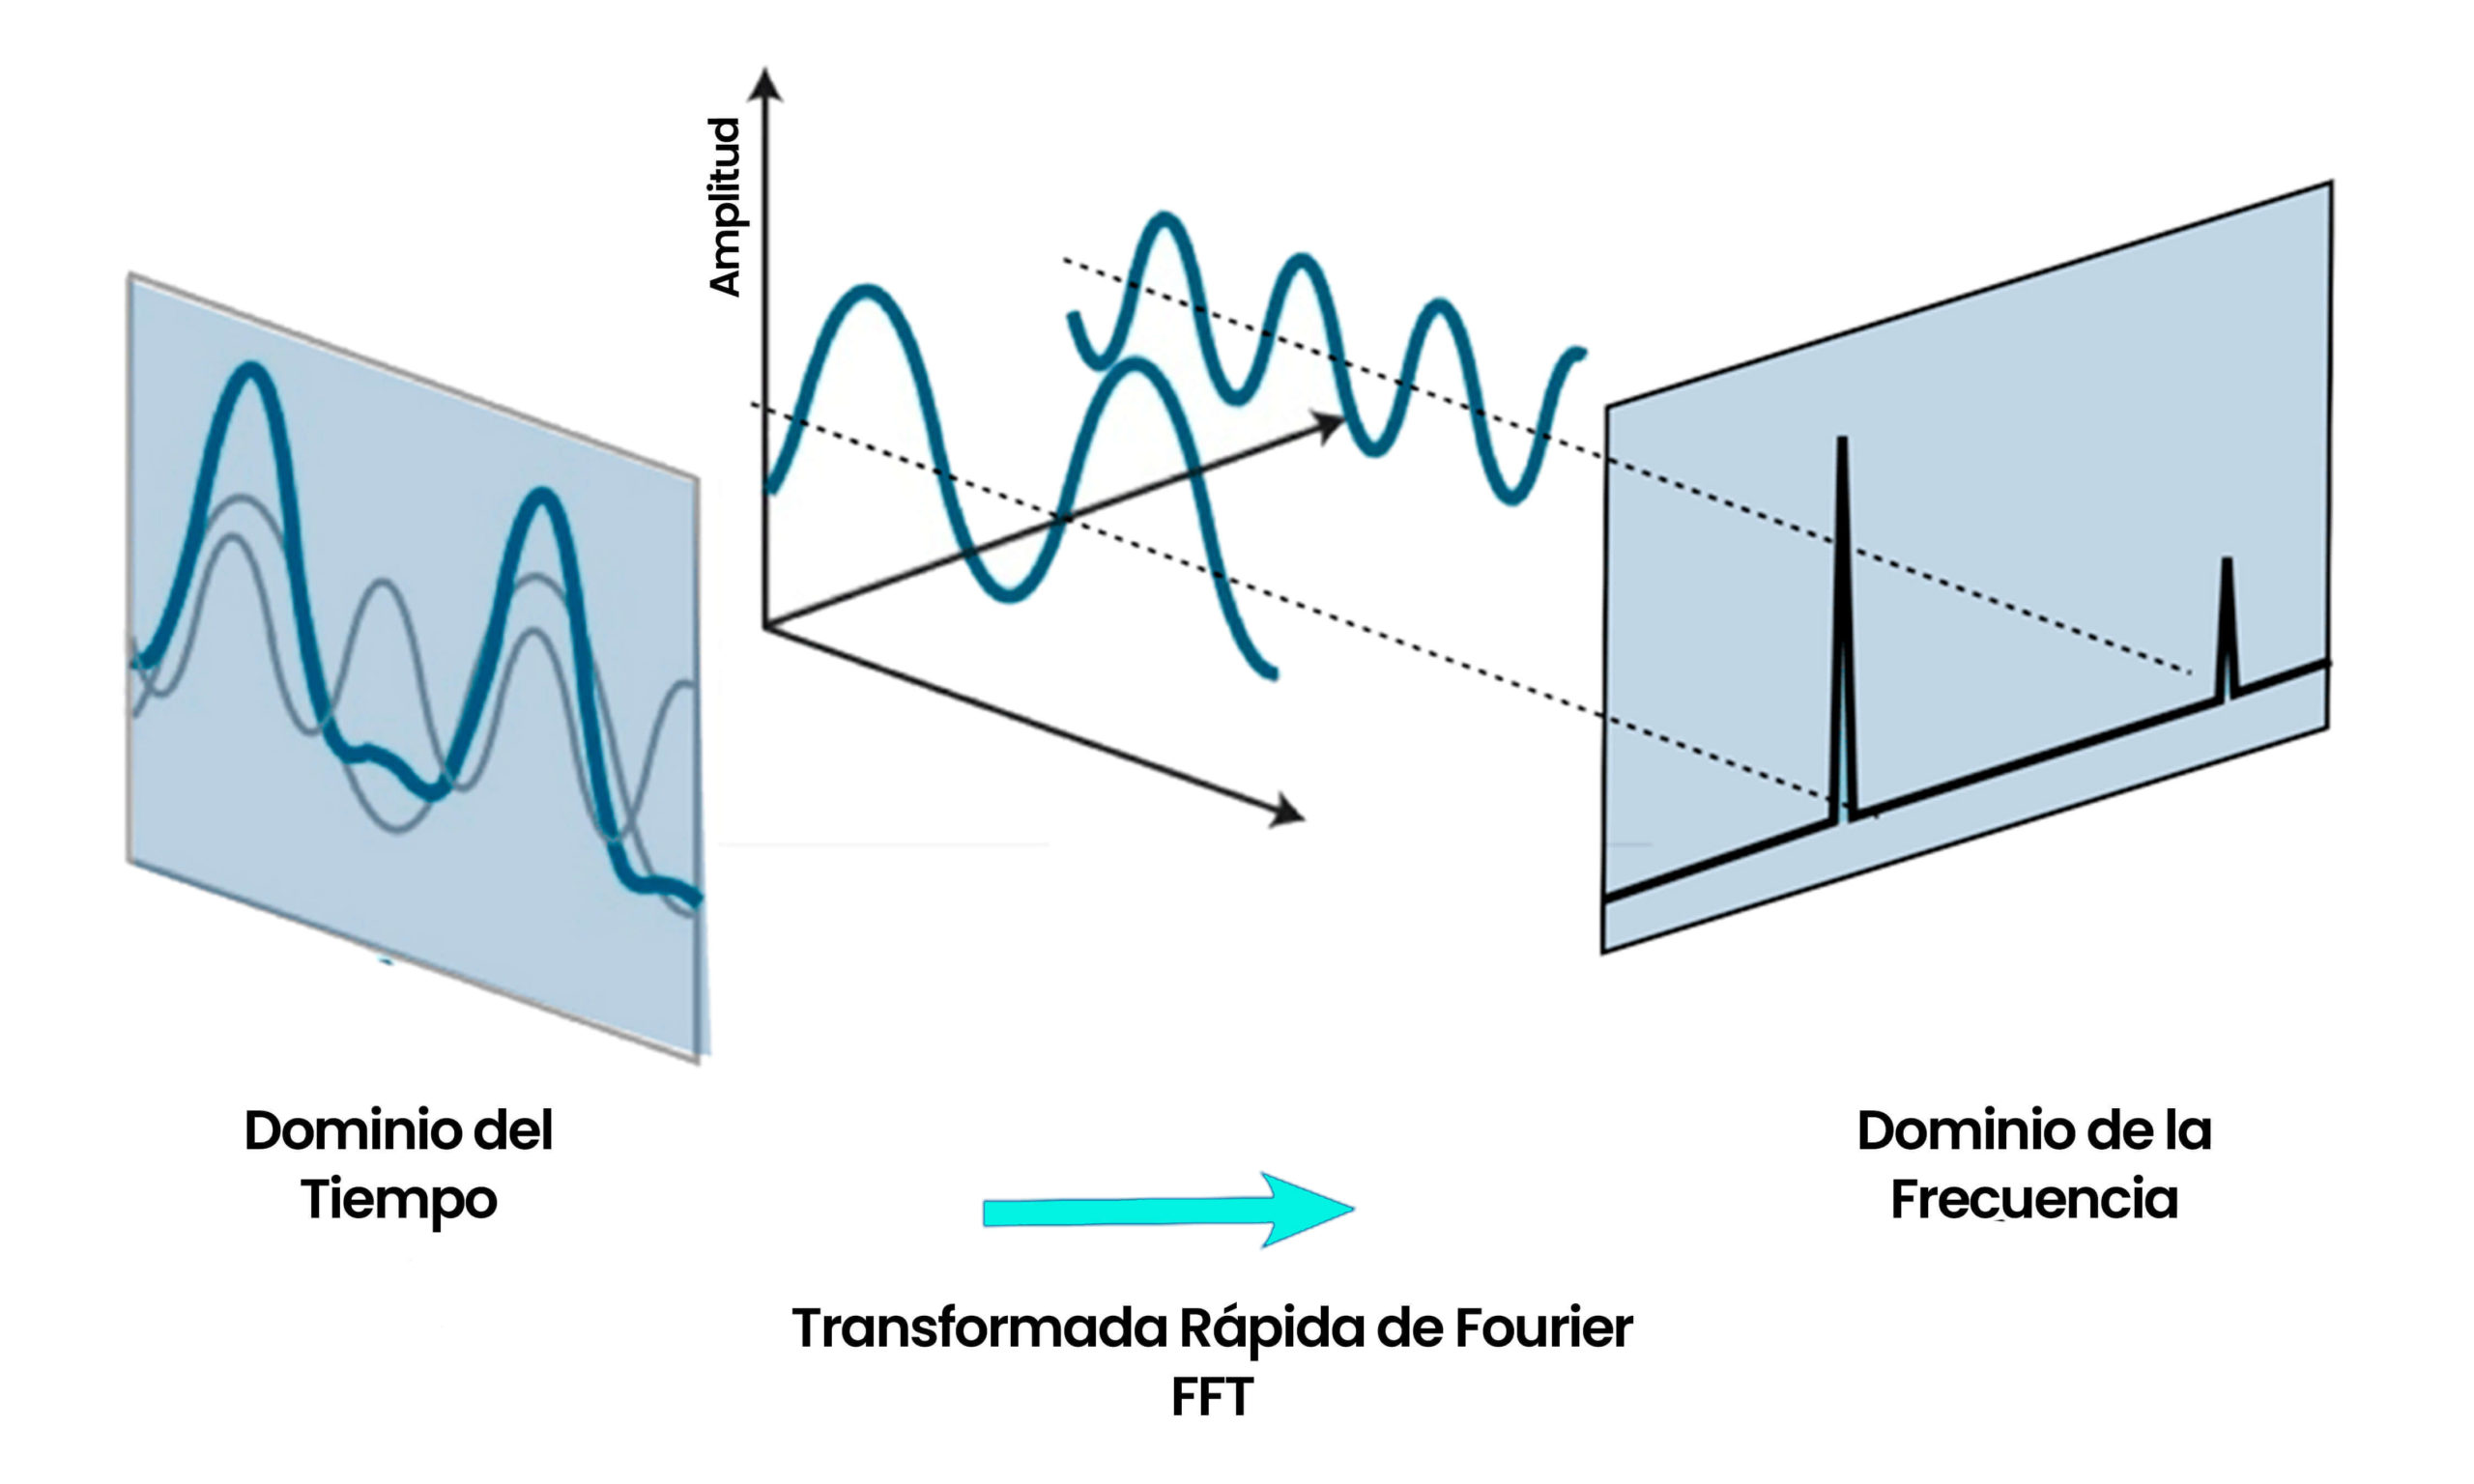 Amplitud
Dominio del
Tiempo
Dominio de la
Frecuencia
Transformada Rápida de Fourier
FFT